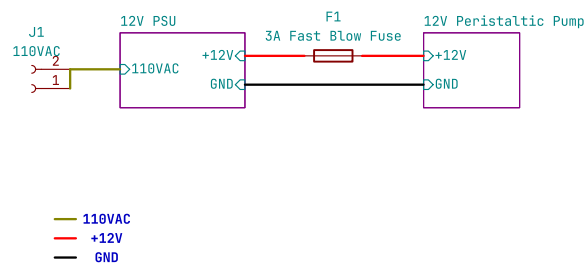 J1
110VAC
2
1
12V PSU
110VAC
+12V
GND
F1
3A Fast Blow Fuse
12V Peristaltic Pump
+12V
GND
110VAC
+12V
GND